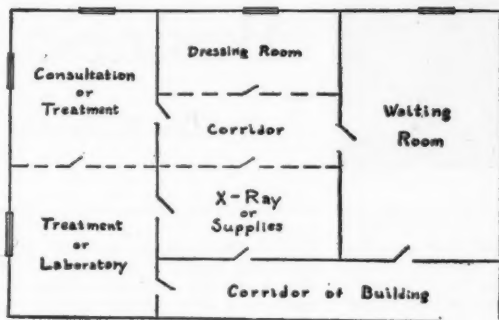 Consultation
or
Treatment
Dressing Room
Corridor
Waiting
Room
X-Ray
or
Supplies
Treatment
or
Laboratory
Corridor of Building